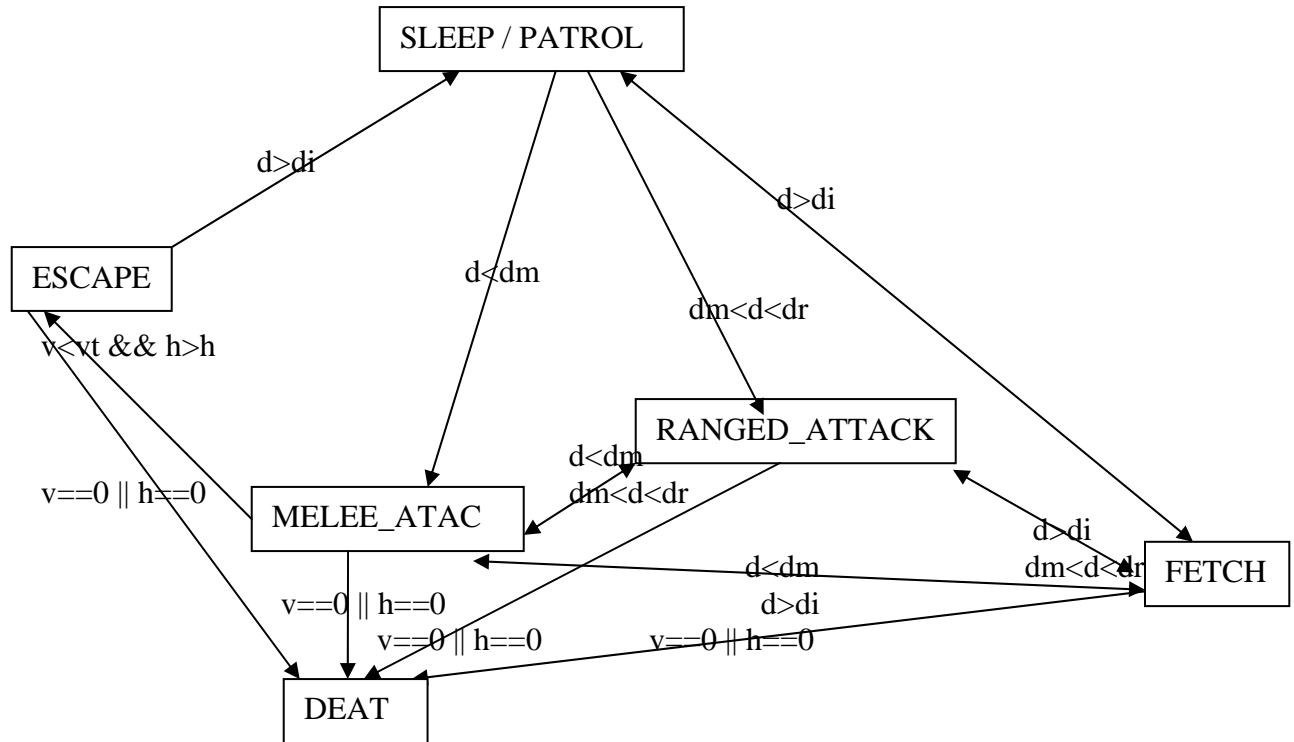 SLEEP / PATROL
d>di
d>di
ESCAPE
d<dm
dm<d<dr
v<vt && h>h
RANGED_ATTACK
d<dm
v==0 || h==0
dm<d<dr
MELEE_ATAC
d>di
dm<d<dr
d<dm
FETCH
v==0 || h==0
d>di
v==0 || h==0
v==0 || h==0
DEAT